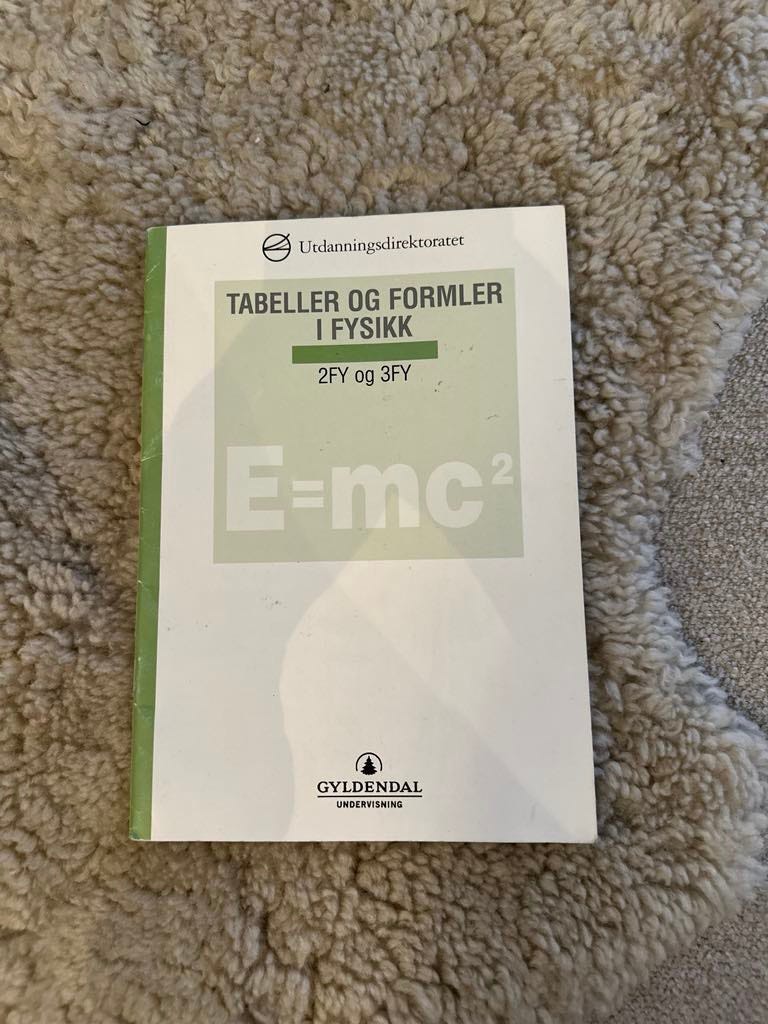 Utdanningsdirektoratet
TABELLER OG FORMLER
I FYSIKK
2FY og 3FY
E=mc²
GYLDENDAL
UNDERVISNING